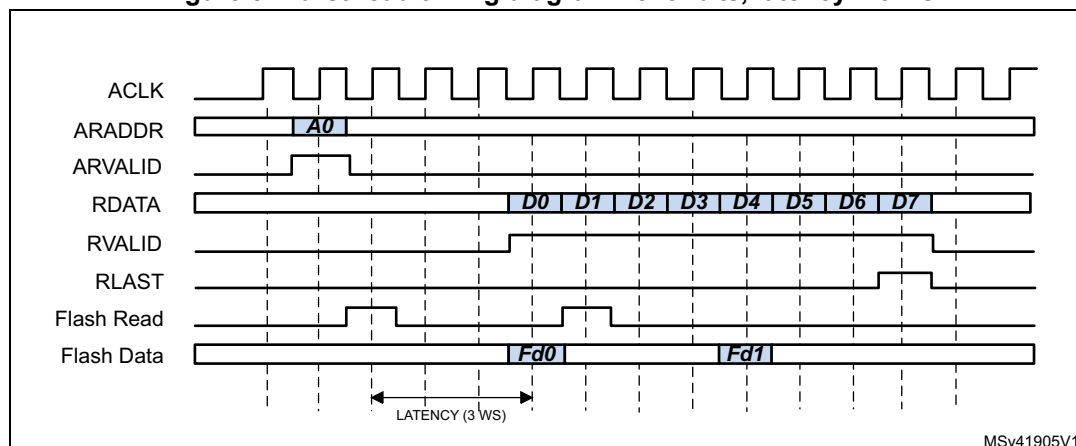 ACLK
ARADDR A0
ARVALID
RDATA D0 D1 D2 D3 D4 D5 D6 D7
RVALID
RLAST
Flash Read
Flash Data Fd0 Fd1
LATENCY (3 WS)
MSv41905V1